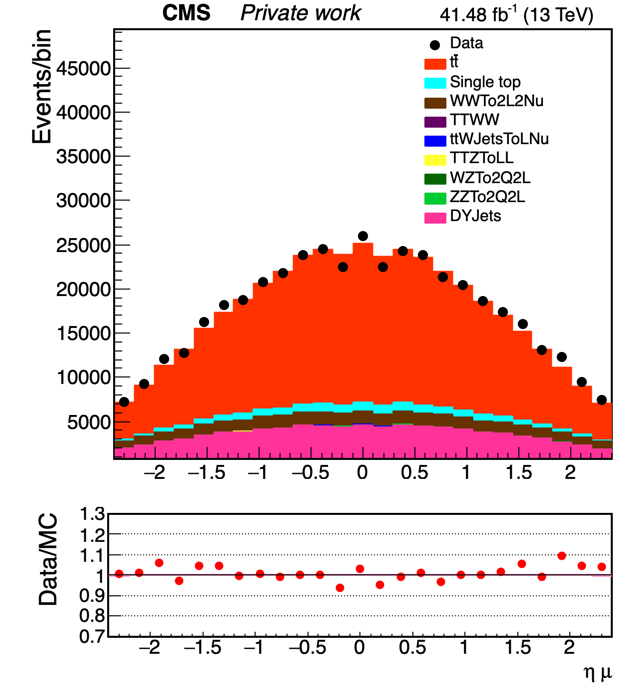 CMS Private work 41.48 fb⁻¹ (13 TeV)
Events/bin
45000
40000
35000
30000
25000
20000
15000
10000
5000
Data
tt̄
Single top
WWTo2L2Nu
TTWW
ttWJetsToLNu
TTZToLL
WZTo2Q2L
ZZTo2Q2L
DYJets
−2 −1.5 −1 −0.5 0 0.5 1 1.5 2
Data/MC
1.3
1.2
1.1
1
0.9
0.8
0.7
−2 −1.5 −1 −0.5 0 0.5 1 1.5 2
η μ